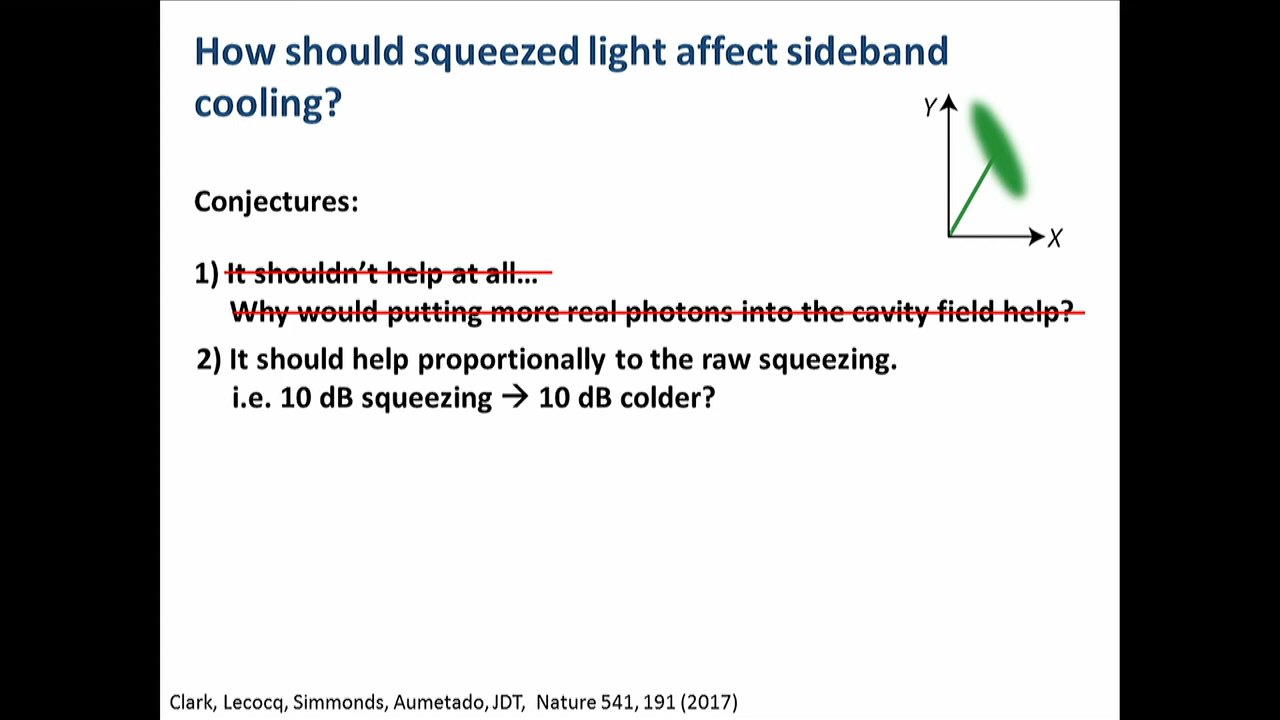 How should squeezed light affect sideband
cooling?
Y
X
Conjectures:
1) It shouldn't help at all...
Why would putting more real photons into the cavity field help?
2) It should help proportionally to the raw squeezing.
i.e. 10 dB squeezing → 10 dB colder?
Clark, Lecocq, Simmonds, Aumetado, JDT, Nature 541, 191 (2017)